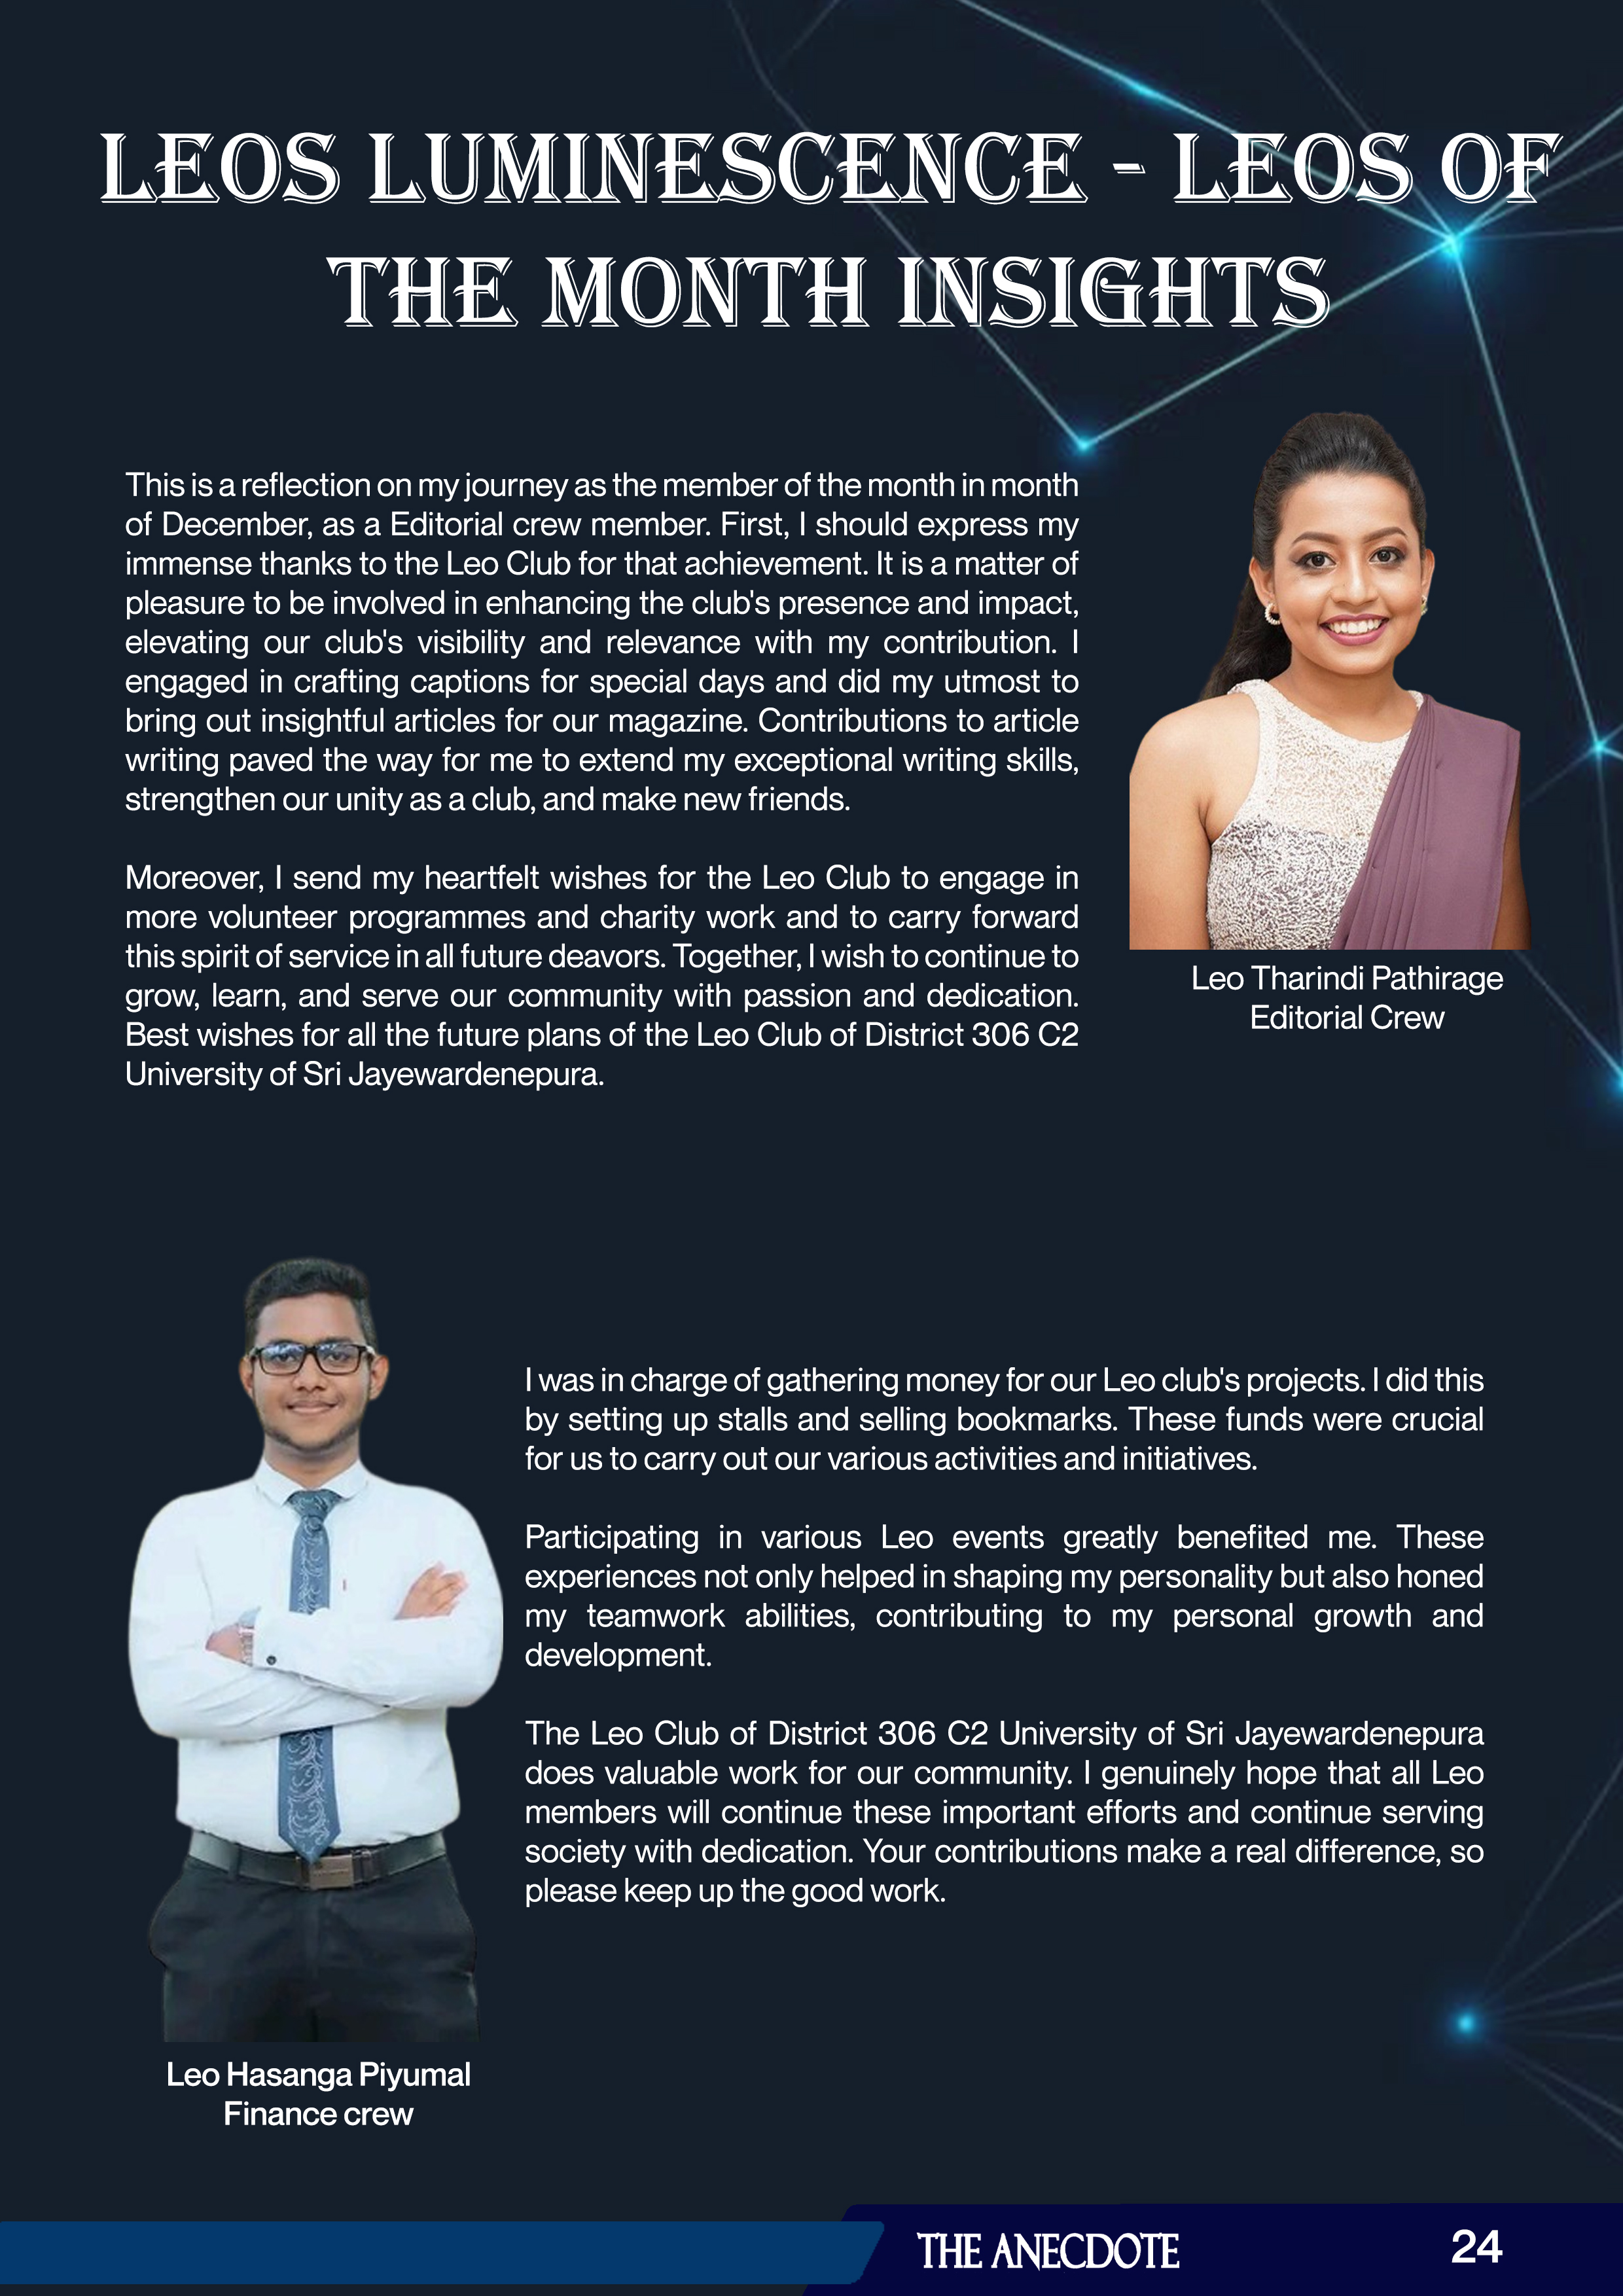 LEOS LUMINESCENCE - LEOS OF
THE MONTH INSIGHTS
This is a reflection on my journey as the member of the month in month
of December, as a Editorial crew member. First, I should express my
immense thanks to the Leo Club for that achievement. It is a matter of
pleasure to be involved in enhancing the club's presence and impact,
elevating our club's visibility and relevance with my contribution. I
engaged in crafting captions for special days and did my utmost to
bring out insightful articles for our magazine. Contributions to article
writing paved the way for me to extend my exceptional writing skills,
strengthen our unity as a club, and make new friends.
Moreover, I send my heartfelt wishes for the Leo Club to engage in
more volunteer programmes and charity work and to carry forward
this spirit of service in all future deavors. Together, I wish to continue to
grow, learn, and serve our community with passion and dedication.
Best wishes for all the future plans of the Leo Club of District 306 C2
University of Sri Jayewardenepura.
Leo Tharindi Pathirage
Editorial Crew
I was in charge of gathering money for our Leo club's projects. I did this
by setting up stalls and selling bookmarks. These funds were crucial
for us to carry out our various activities and initiatives.
Participating in various Leo events greatly benefited me. These
experiences not only helped in shaping my personality but also honed
my teamwork abilities, contributing to my personal growth and
development.
The Leo Club of District 306 C2 University of Sri Jayewardenepura
does valuable work for our community. I genuinely hope that all Leo
members will continue these important efforts and continue serving
society with dedication. Your contributions make a real difference, so
please keep up the good work.
Leo Hasanga Piyumal
Finance crew
THE ANECDOTE
24